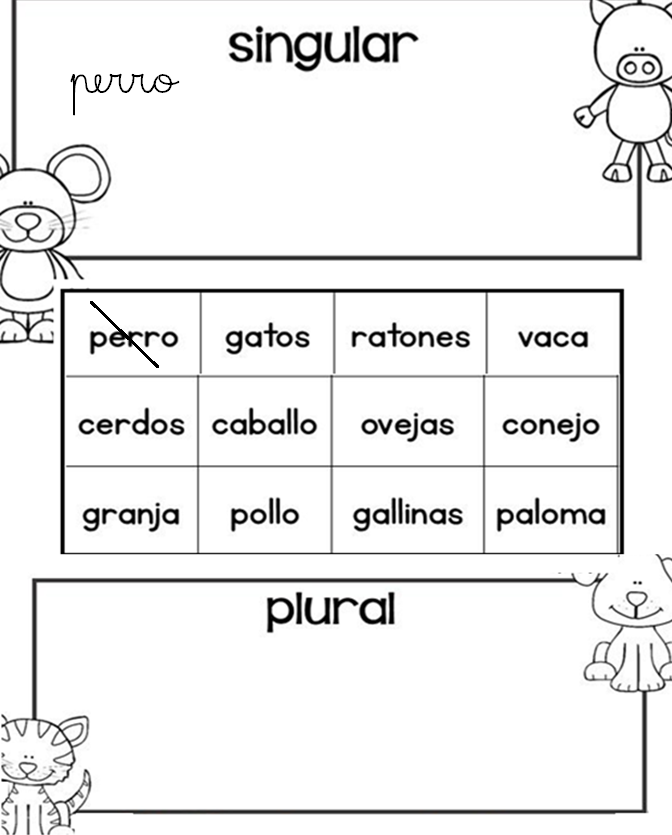 singular
perro
perro gatos ratones vaca
cerdos caballo ovejas conejo
granja pollo gallinas paloma
plural